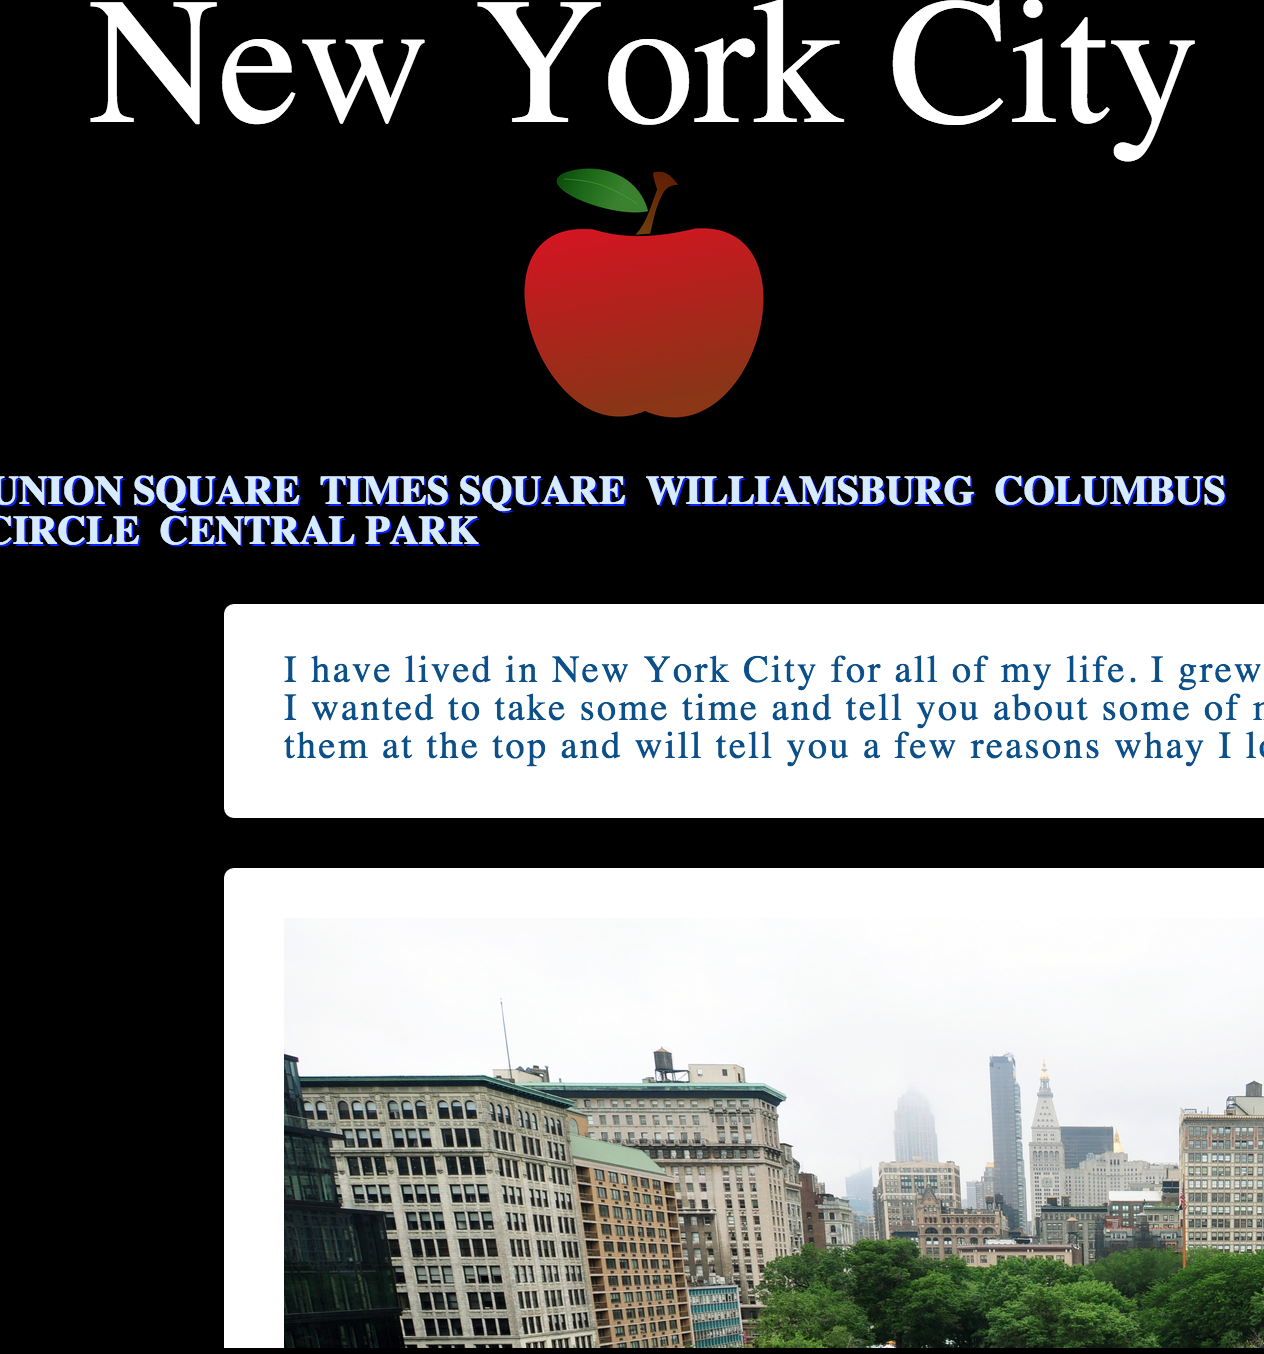 New York City
UNION SQUARE TIMES SQUARE WILLIAMSBURG COLUMBUS
CIRCLE CENTRAL PARK
I have lived in New York City for all of my life. I grew
I wanted to take some time and tell you about some of
them at the top and will tell you a few reasons whay I